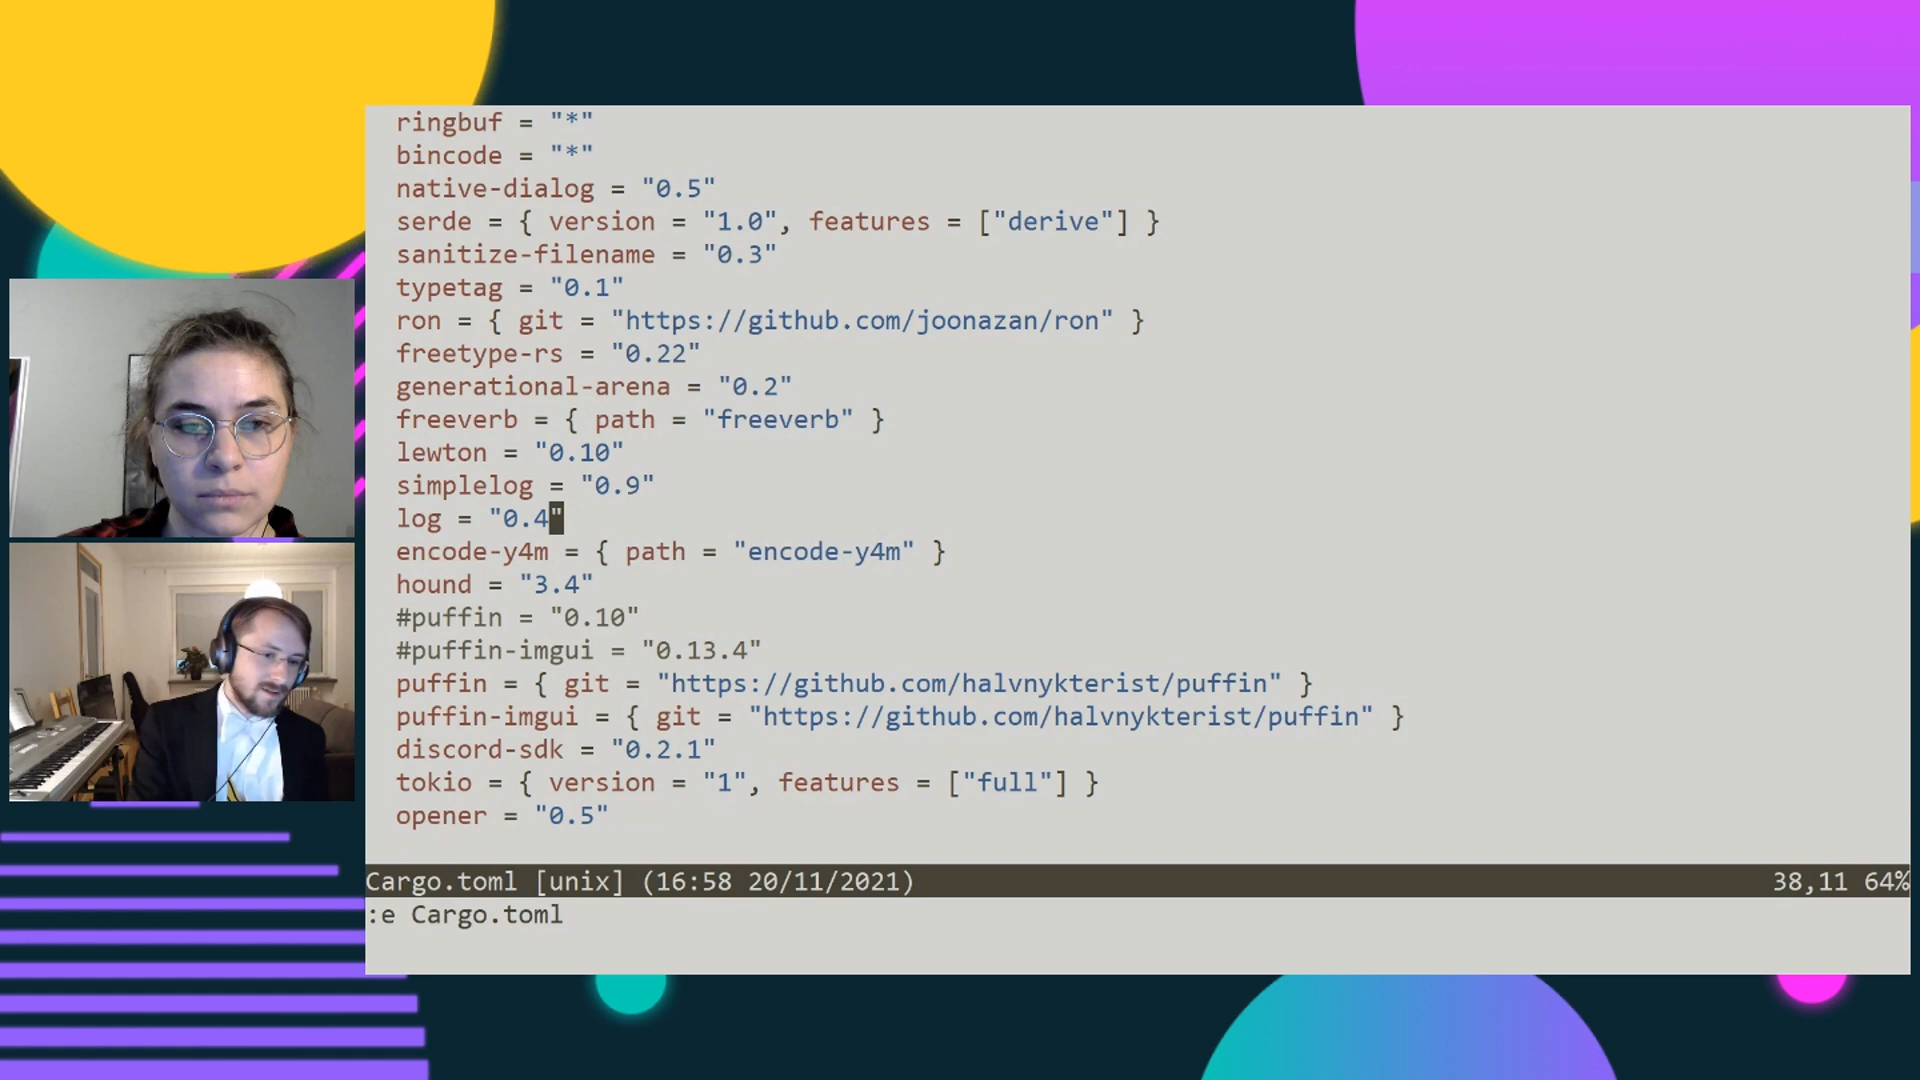 ringbuf = "*"
bincode = "*"
native-dialog = "0.5"
serde = { version = "1.0", features = ["derive"] }
sanitize-filename = "0.3"
typetag = "0.1"
ron = { git = "https://github.com/joonazan/ron" }
freetype-rs = "0.22"
generational-arena = "0.2"
freeverb = { path = "freeverb" }
lewton = "0.10"
simplelog = "0.9"
log = "0.4"
encode-y4m = { path = "encode-y4m" }
hound = "3.4"
#puffin = "0.10"
#puffin-imgui = "0.13.4"
puffin = { git = "https://github.com/halvnykterist/puffin" }
puffin-imgui = { git = "https://github.com/halvnykterist/puffin" }
discord-sdk = "0.2.1"
tokio = { version = "1", features = ["full"] }
opener = "0.5"
Cargo.toml [unix] (16:58 20/11/2021) 38,11 64%
:e Cargo.toml